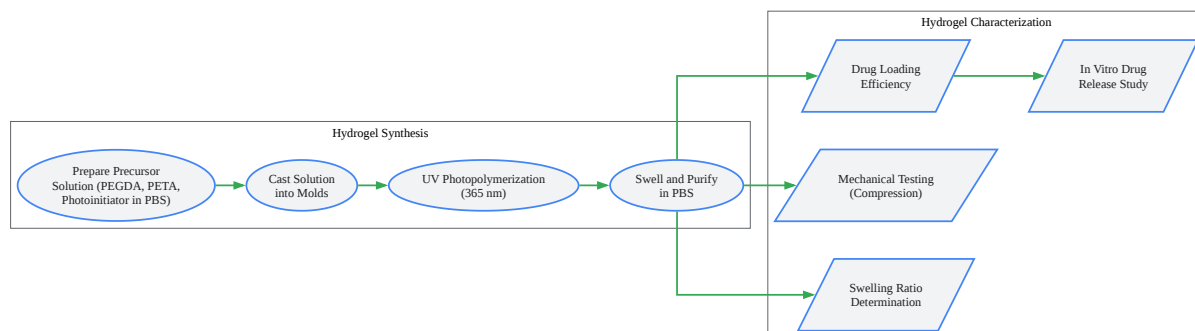 Hydrogel Synthesis
Prepare Precursor
Solution (PEGDA, PETA,
Photoinitiator in PBS)
Cast Solution
into Molds
UV Photopolymerization
(365 nm)
Swell and Purify
in PBS
Hydrogel Characterization
Drug Loading
Efficiency
In Vitro Drug
Release Study
Mechanical Testing
(Compression)
Swelling Ratio
Determination